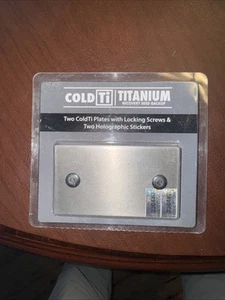 COLD Ti TITANIUM
RECOVERY SEED BACKUP
Two ColdTi Plates with Locking Screws &
Two Holographic Stickers